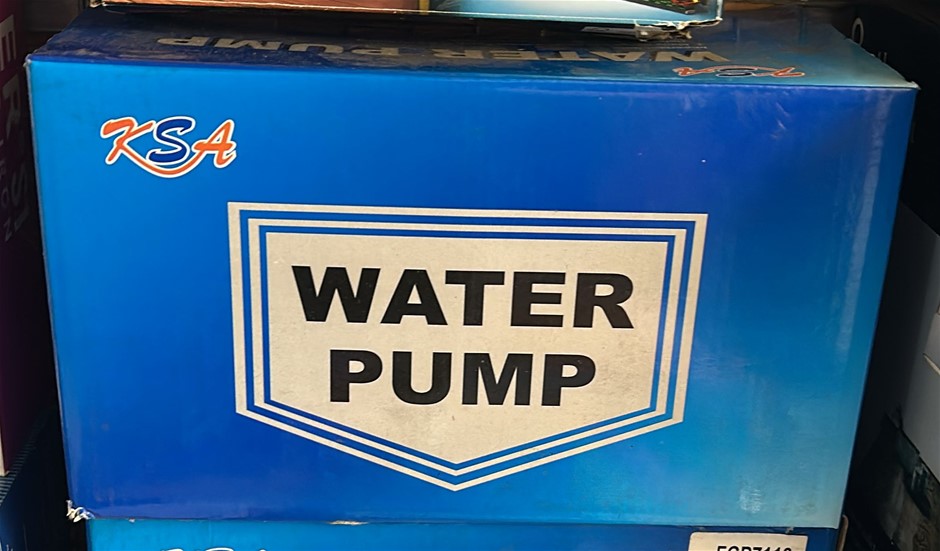 WATER PUMP
KSA
KSA
WATER
PUMP